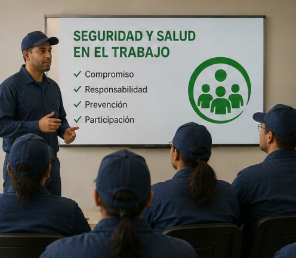 SEGURIDAD Y SALUD
EN EL TRABAJO
✓ Compromiso
✓ Responsabilidad
✓ Prevención
✓ Participación